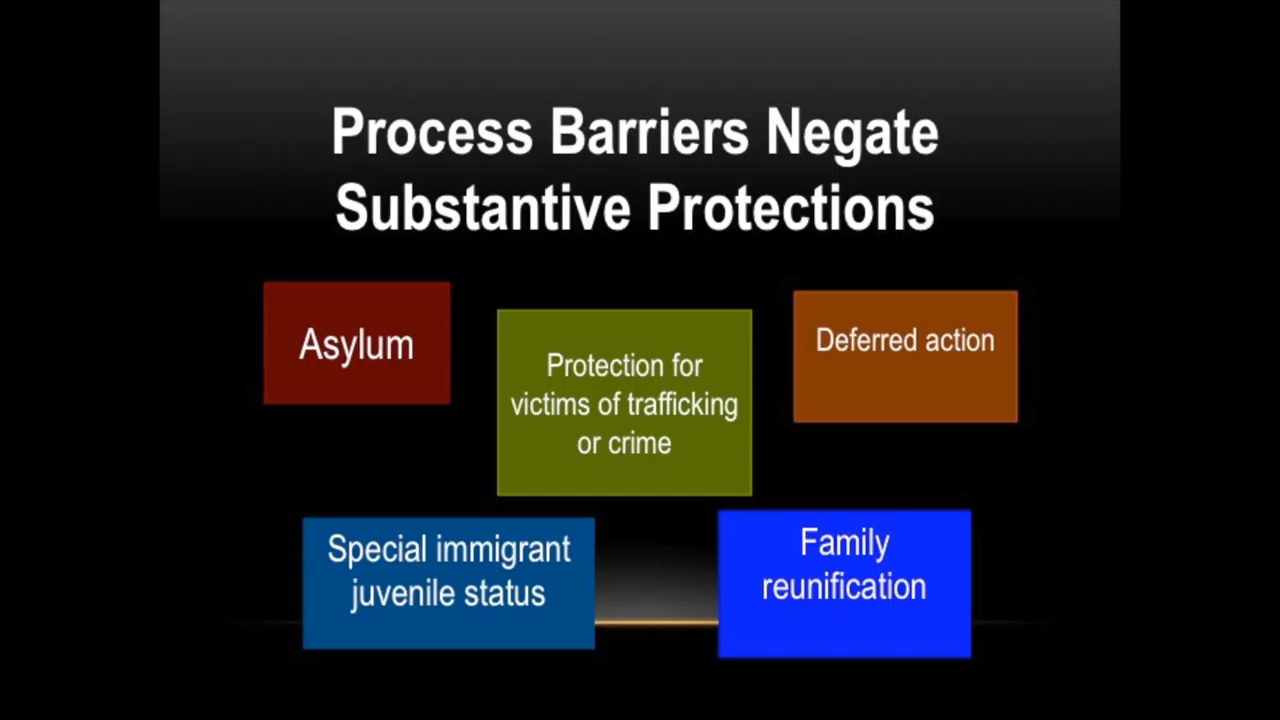 Process Barriers Negate
Substantive Protections
Asylum
Protection for
victims of trafficking
or crime
Deferred action
Special immigrant
juvenile status
Family
reunification